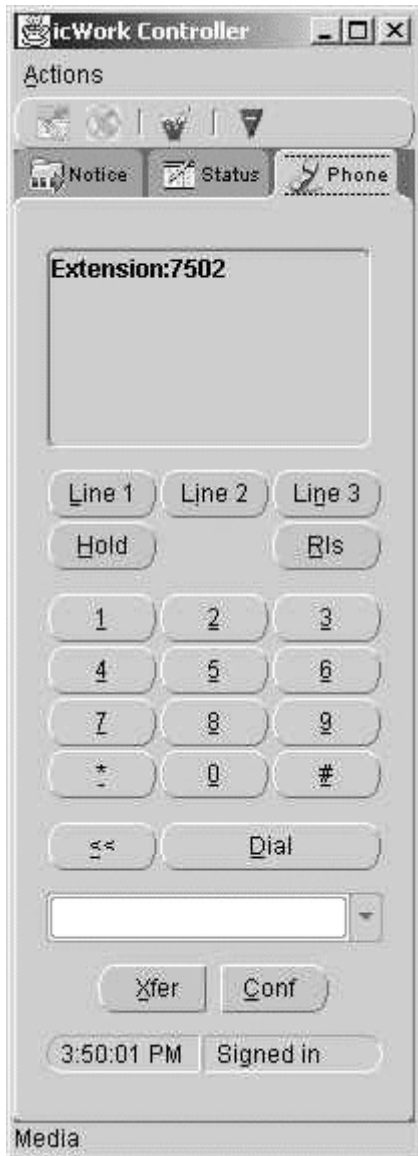 icWork Controller
Actions
Notice Status Phone
Extension:7502
Line 1 Line 2 Line 3
Hold Rls
1 2 3
4 5 6
7 8 9
* 0 #
<< Dial
Xfer Conf
3:50:01 PM Signed in
Media